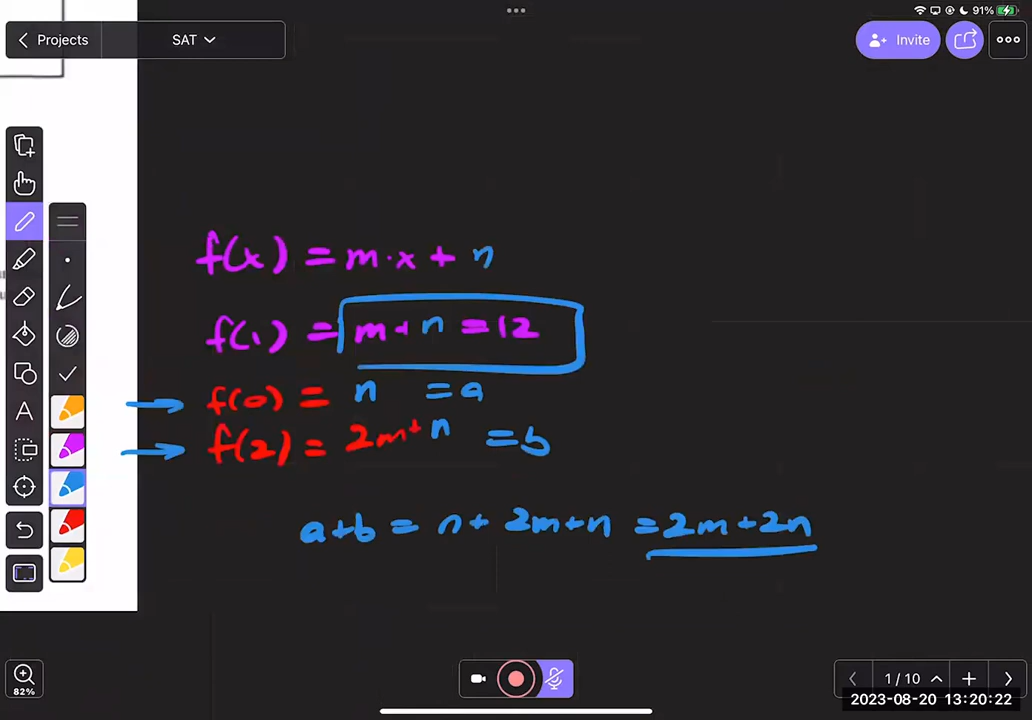 91%
Projects
SAT
Invite
f(x) = m·x + n
f(1) = m + n = 12
f(0) = n = a
f(2) = 2m + n = b
a+b = n + 2m + n = 2m + 2n
A
82%
1 / 10
2023-08-20 13:20:22